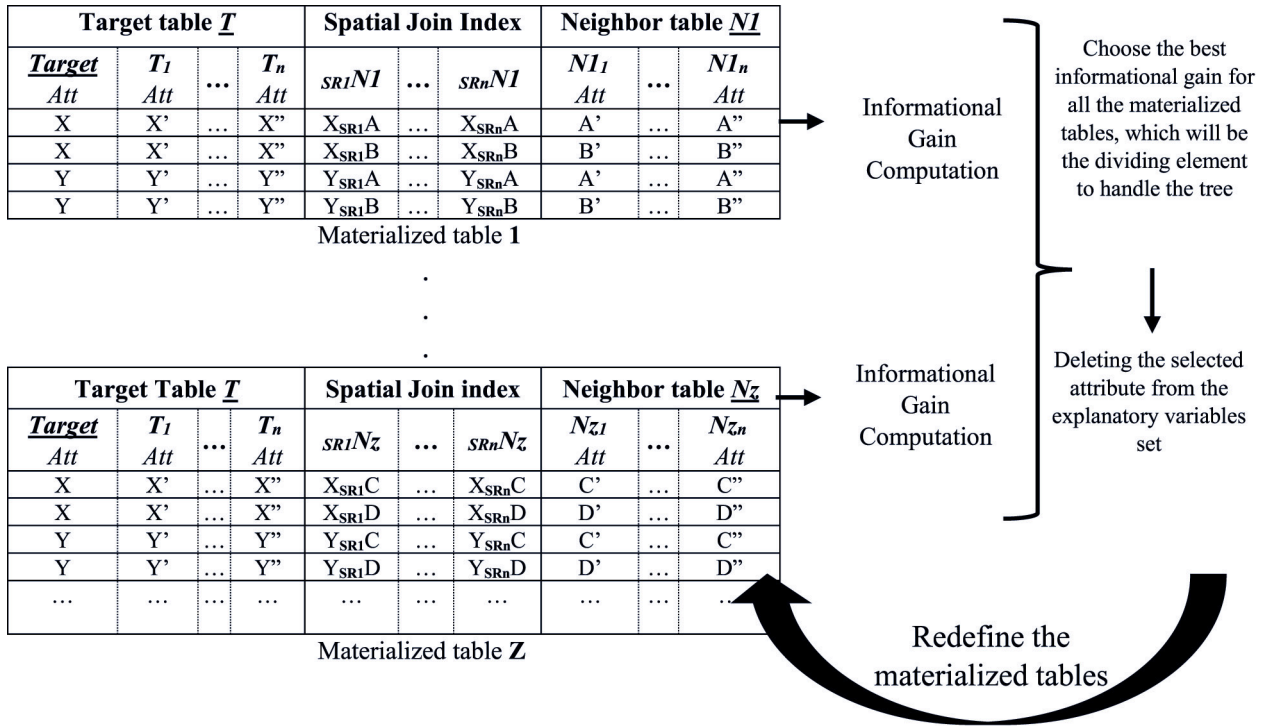 Target table T Spatial Join Index Neighbor table N1
Target T1 ... Tn SR1N1 ... SRnN1 N11 ... N1n
Att Att Att Att Att
X X’ … X” XSR1A … XSRnA A’ … A”
X X’ … X” XSR1B … XSRnB B’ … B”
Y Y’ … Y” YSR1A … YSRnA A’ … A”
Y Y’ … Y” YSR1B … YSRnB B’ … B”
Materialized table 1
Informational
Gain
Computation
Choose the best
informational gain for
all the materialized
tables, which will be
the dividing element
to handle the tree
.
.
.
Target Table T Spatial Join index Neighbor table Nz
Target T1 ... Tn SR1Nz ... SRnNz Nz1 ... Nzn
Att Att Att Att Att
X X’ … X” XSR1C … XSRnC C’ … C”
X X’ … X” XSR1D … XSRnD D’ … D”
Y Y’ … Y” YSR1C … YSRnC C’ … C”
Y Y’ … Y” YSR1D … YSRnD D’ … D”
… … … … … … … … … …
Materialized table Z
Informational
Gain
Computation
Deleting the selected
attribute from the
explanatory variables
set
Redefine the
materialized tables